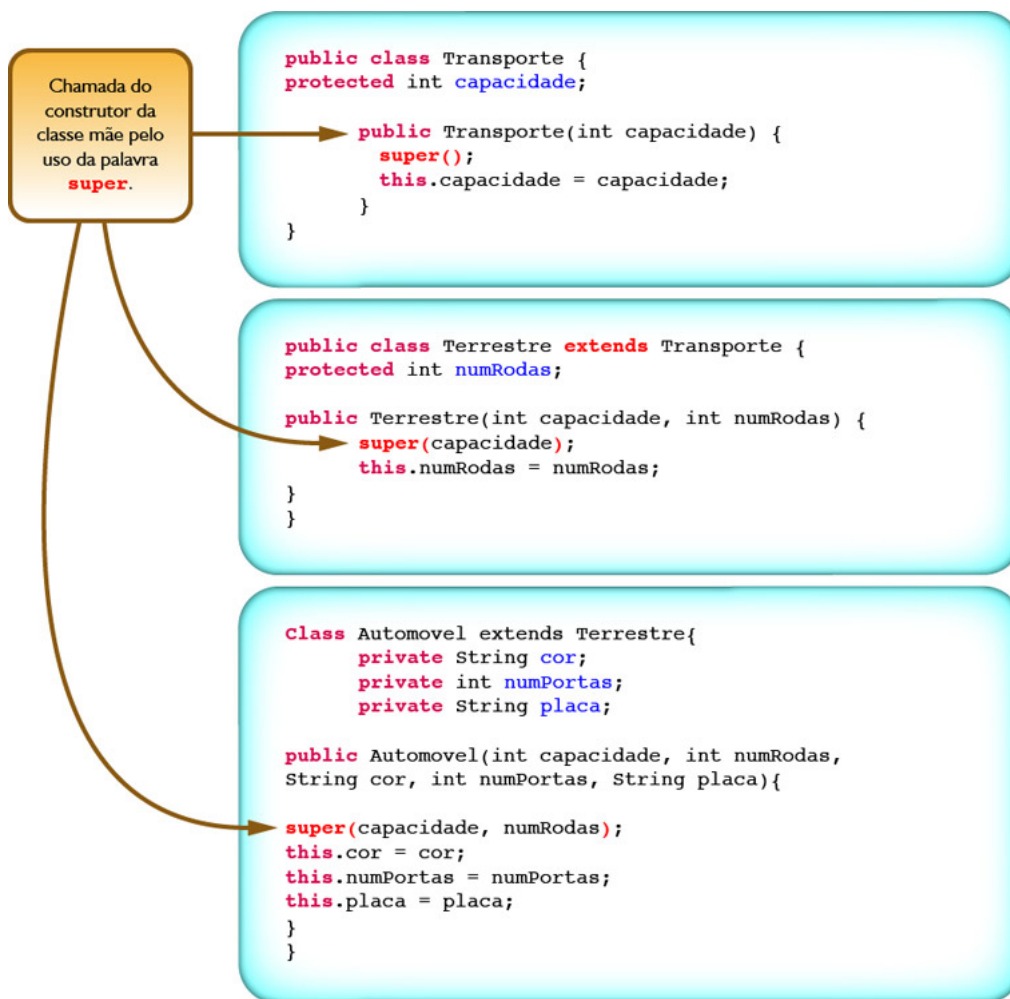 Chamada do
construtor da
classe mãe pelo
uso da palavra
super.
public class Transporte {
protected int capacidade;
public Transporte(int capacidade) {
super();
this.capacidade = capacidade;
}
}
public class Terrestre extends Transporte {
protected int numRodas;
public Terrestre(int capacidade, int numRodas) {
super(capacidade);
this.numRodas = numRodas;
}
}
Class Automovel extends Terrestre{
private String cor;
private int numPortas;
private String placa;
public Automovel(int capacidade, int numRodas,
String cor, int numPortas, String placa){
super(capacidade, numRodas);
this.cor = cor;
this.numPortas = numPortas;
this.placa = placa;
}
}